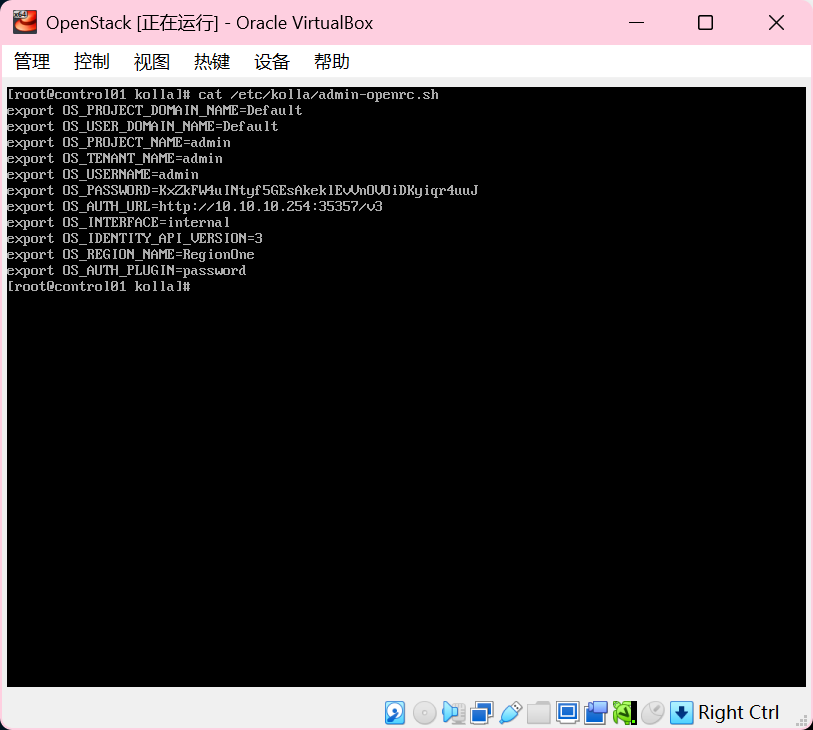 OpenStack [正在运行] - Oracle VirtualBox
管理 控制 视图 热键 设备 帮助
[root@control01 kolla]# cat /etc/kolla/admin-openrc.sh
export OS_PROJECT_DOMAIN_NAME=Default
export OS_USER_DOMAIN_NAME=Default
export OS_PROJECT_NAME=admin
export OS_TENANT_NAME=admin
export OS_USERNAME=admin
export OS_PASSWORD=KxZkFW4uINtyf5GEsAkeklEvVnOVOiDKyiqr4uuJ
export OS_AUTH_URL=http://10.10.10.254:35357/v3
export OS_INTERFACE=internal
export OS_IDENTITY_API_VERSION=3
export OS_REGION_NAME=RegionOne
export OS_AUTH_PLUGIN=password
[root@control01 kolla]#
Right Ctrl